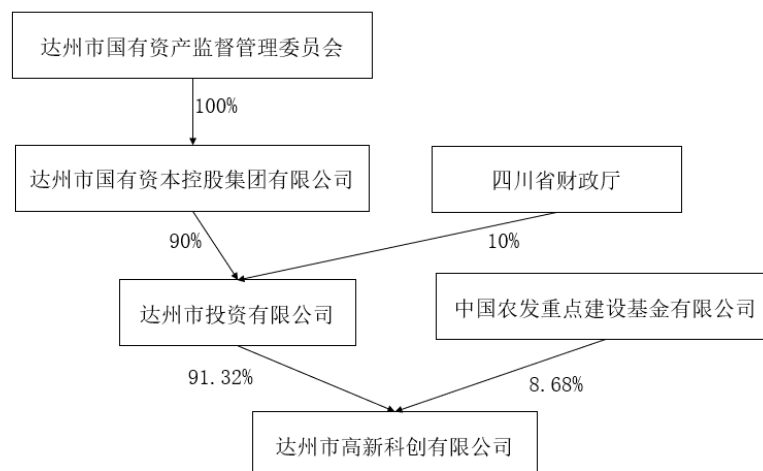 达州市国有资产监督管理委员会
100%
达州市国有资本控股集团有限公司
四川省财政厅
90%
10%
达州市投资有限公司
中国农发重点建设基金有限公司
91.32%
8.68%
达州市高新科创有限公司